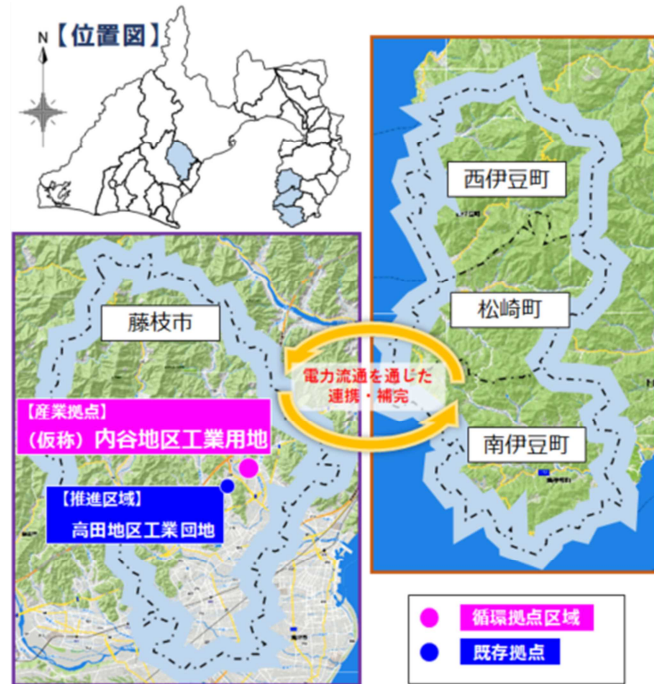 N
【位置図】
西伊豆町
藤枝市
松崎町
電力流通を通じた
連携・補完
【産業拠点】
（仮称）内谷地区工業用地
南伊豆町
【推進区域】
高田地区工業団地
循環拠点区域
既存拠点